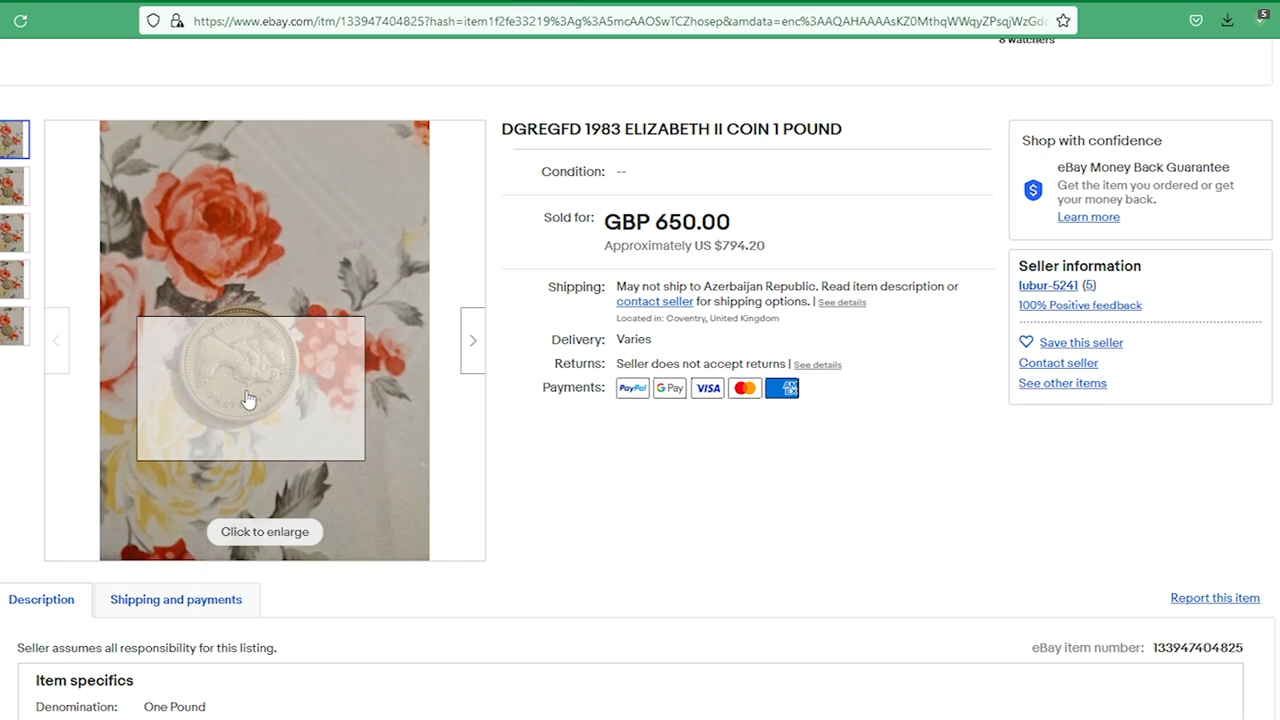 https://www.ebay.com/itm/133947404825?hash=item1f2fe33219%3Ag%3A5mcAAOSwTCZhosep&amdata=enc%3AAQAHAAAAsKZ0MthqWWqyZPsqjWzGd
5
8 watchers
DGREGFD 1983 ELIZABETH II COIN 1 POUND
Condition: --
Sold for: GBP 650.00
Approximately US $794.20
Shipping: May not ship to Azerbaijan Republic. Read item description or
contact seller for shipping options. | See details
Located in: Coventry, United Kingdom
Delivery: Varies
Returns: Seller does not accept returns | See details
Payments: PayPal G Pay VISA AM EX
Click to enlarge
Shop with confidence
eBay Money Back Guarantee
Get the item you ordered or get
your money back.
Learn more
Seller information
lubur-5241 (5)
100% Positive feedback
Save this seller
Contact seller
See other items
Description
Shipping and payments
Report this item
Seller assumes all responsibility for this listing.
eBay item number: 133947404825
Item specifics
Denomination: One Pound